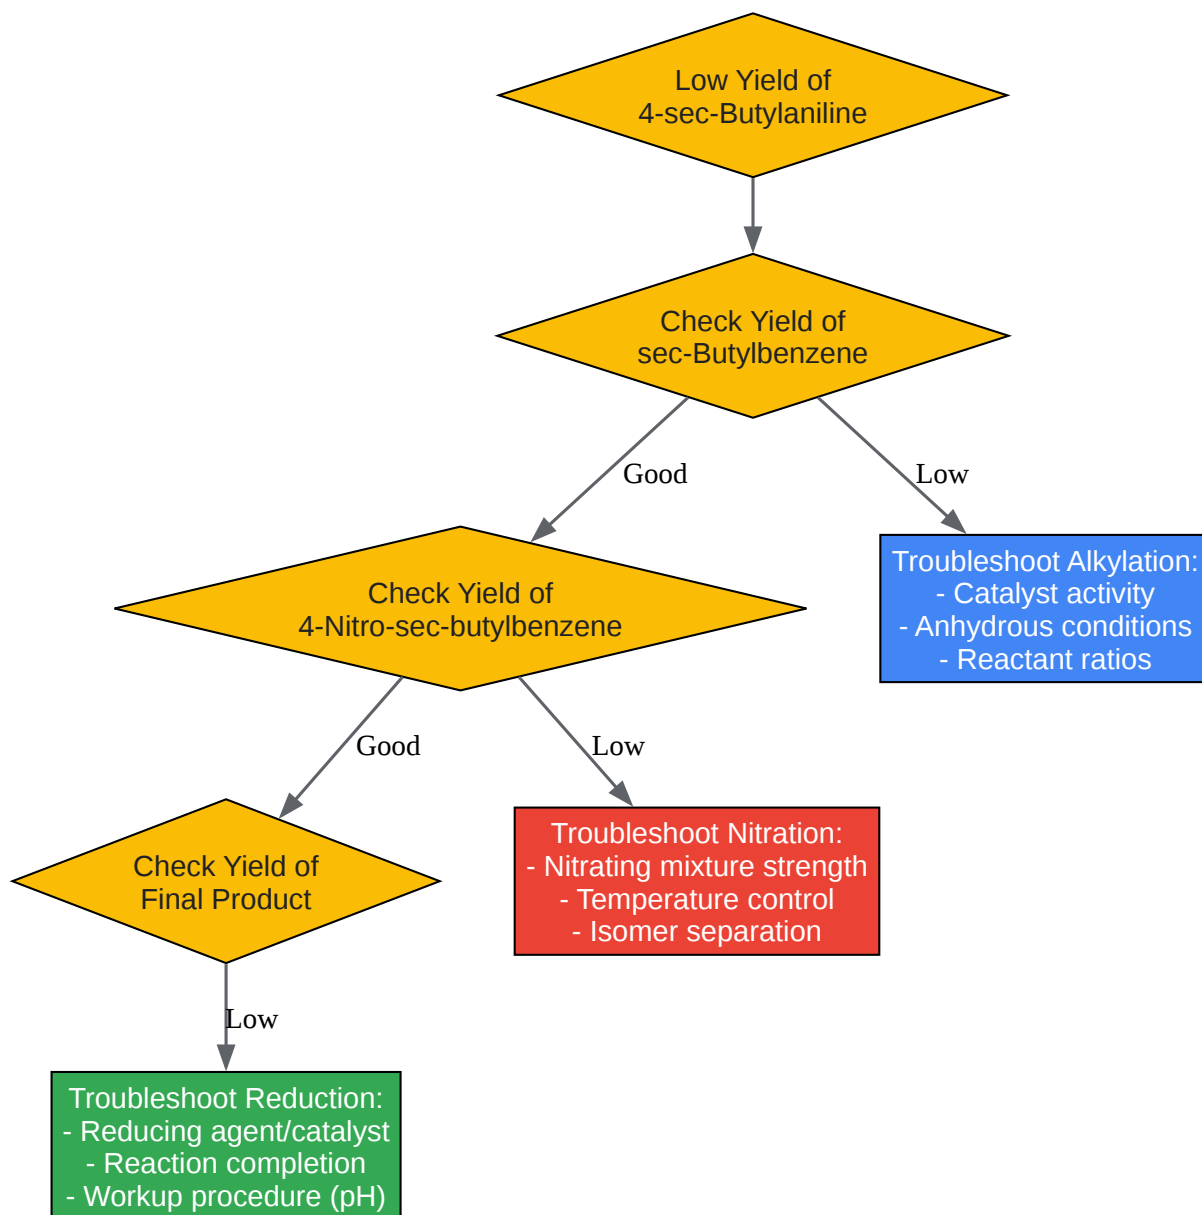 Low Yield of
4-sec-Butylaniline
Check Yield of
sec-Butylbenzene
Good
Low
Troubleshoot Alkylation:
- Catalyst activity
- Anhydrous conditions
- Reactant ratios
Check Yield of
4-Nitro-sec-butylbenzene
Good
Low
Troubleshoot Nitration:
- Nitrating mixture strength
- Temperature control
- Isomer separation
Check Yield of
Final Product
Low
Troubleshoot Reduction:
- Reducing agent/catalyst
- Reaction completion
- Workup procedure (pH)